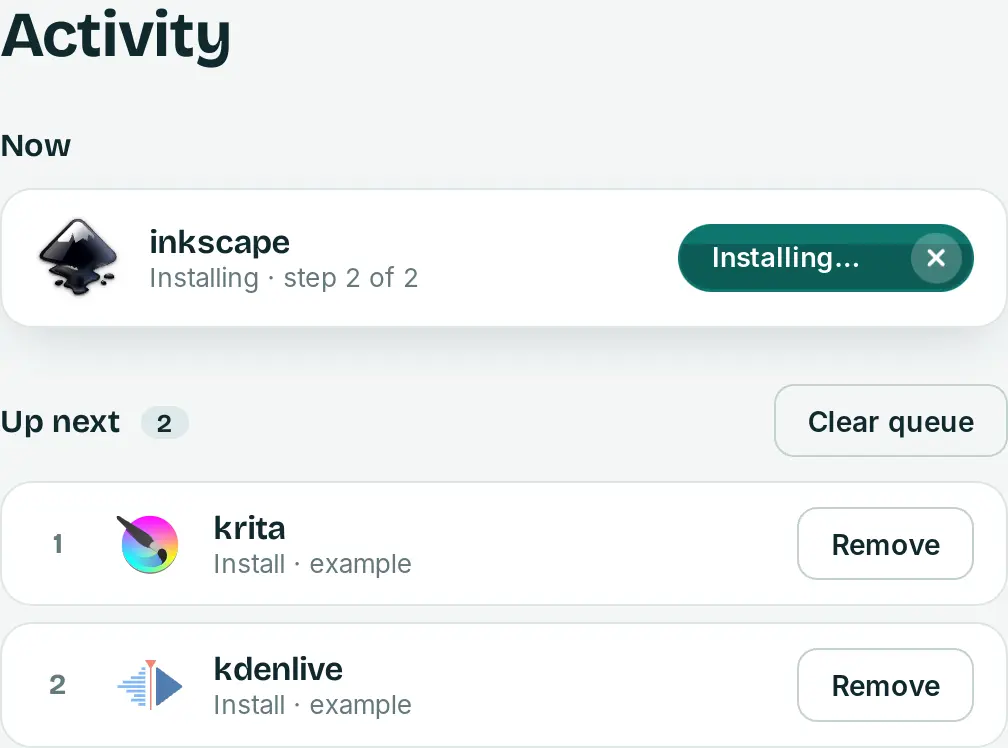 Activity
Now
inkscape
Installing · step 2 of 2
Installing...
Up next 2
Clear queue
1
krita
Install · example
Remove
2
kdenlive
Install · example
Remove